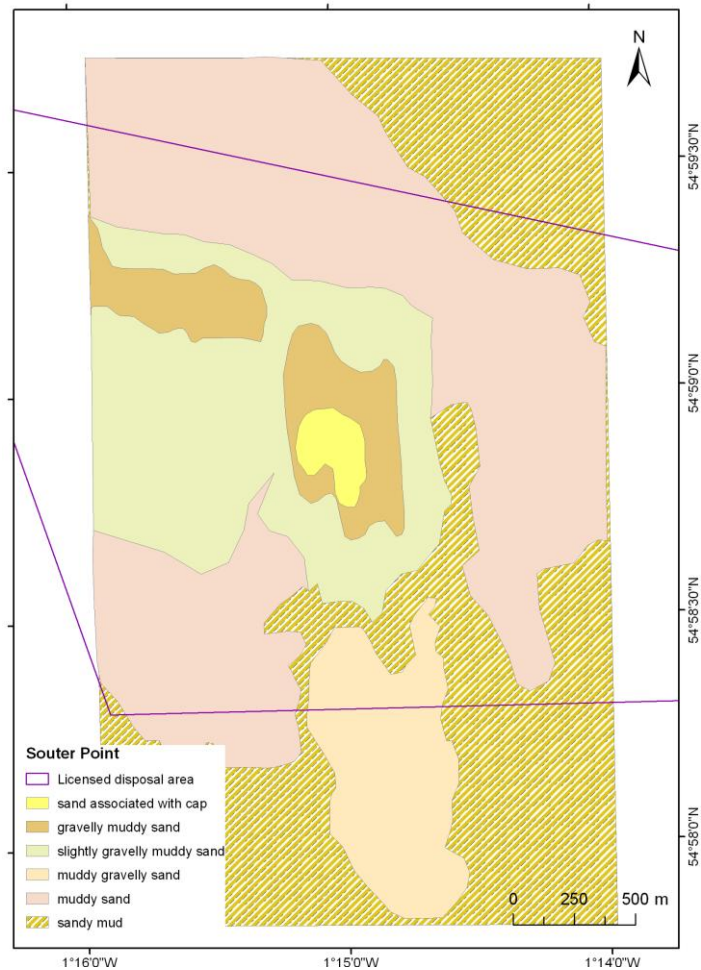 N
54°59'30"N
54°59'0"N
54°58'30"N
54°58'0"N
Souter Point
Licensed disposal area
sand associated with cap
gravelly muddy sand
slightly gravelly muddy sand
muddy gravelly sand
muddy sand
sandy mud
0 250 500 m
1°16'0"W 1°15'0"W 1°14'0"W